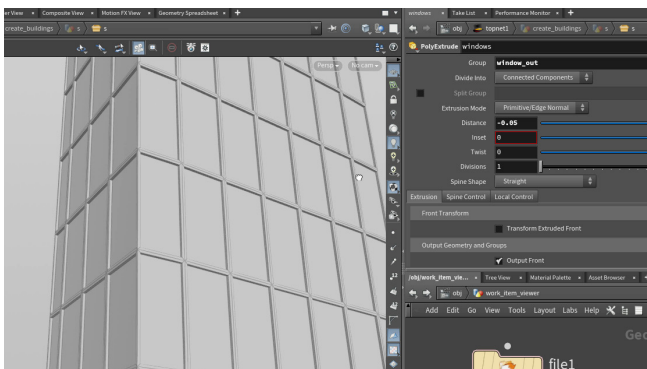 er View Composite View Motion FX View Geometry Spreadsheet
create_buildings s s
Persp No cam
windows Take List Performance Monitor
obj topnet1 create_buildings s s
PolyExtrude windows
Group window_out
Divide Into Connected Components
Split Group
Extrusion Mode Primitive/Edge Normal
Distance -0.05
Inset 0
Twist 0
Divisions 1
Spine Shape Straight
Extrusion Spine Control Local Control
Front Transform
Transform Extruded Front
Output Geometry and Groups
Output Front
/obj/work_item_vie... Tree View Material Palette Asset Browser
obj work_item_viewer
Add Edit Go View Tools Layout Labs Help
Geo
file1